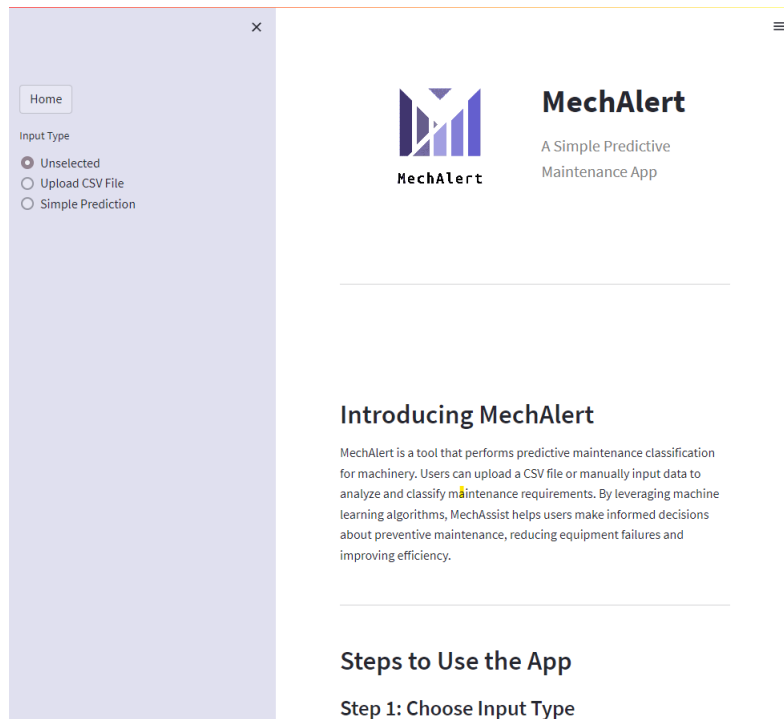 Home
Input Type
Unselected
Upload CSV File
Simple Prediction
MechAlert
MechAlert
A Simple Predictive
Maintenance App
Introducing MechAlert
MechAlert is a tool that performs predictive maintenance classification
for machinery. Users can upload a CSV file or manually input data to
analyze and classify maintenance requirements. By leveraging machine
learning algorithms, MechAssist helps users make informed decisions
about preventive maintenance, reducing equipment failures and
improving efficiency.
Steps to Use the App
Step 1: Choose Input Type